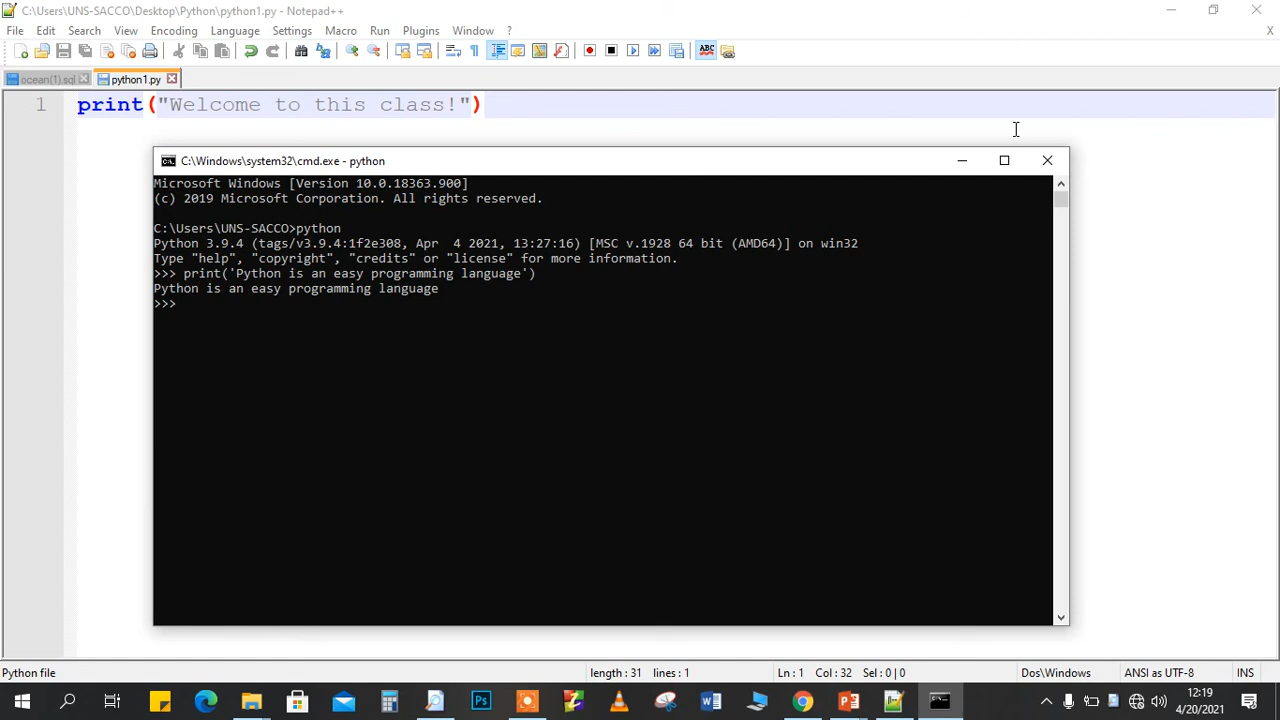 C:\Users\UNS-SACCO\Desktop\Python\python1.py - Notepad++
File Edit Search View Encoding Language Settings Macro Run Plugins Window ? X
ABC
ocean(1).sql python1.py
1 print("Welcome to this class!")
C:\Windows\system32\cmd.exe - python
Microsoft Windows [Version 10.0.18363.900]
(c) 2019 Microsoft Corporation. All rights reserved.
C:\Users\UNS-SACCO>python
Python 3.9.4 (tags/v3.9.4:1f2e308, Apr  4 2021, 13:27:16) [MSC v.1928 64 bit (AMD64)] on win32
Type "help", "copyright", "credits" or "license" for more information.
>>> print('Python is an easy programming language')
Python is an easy programming language
>>>
Python file length : 31 lines : 1 Ln : 1 Col : 32 Sel : 0 | 0 Dos\Windows ANSI as UTF-8 INS
12:19
4/20/2021